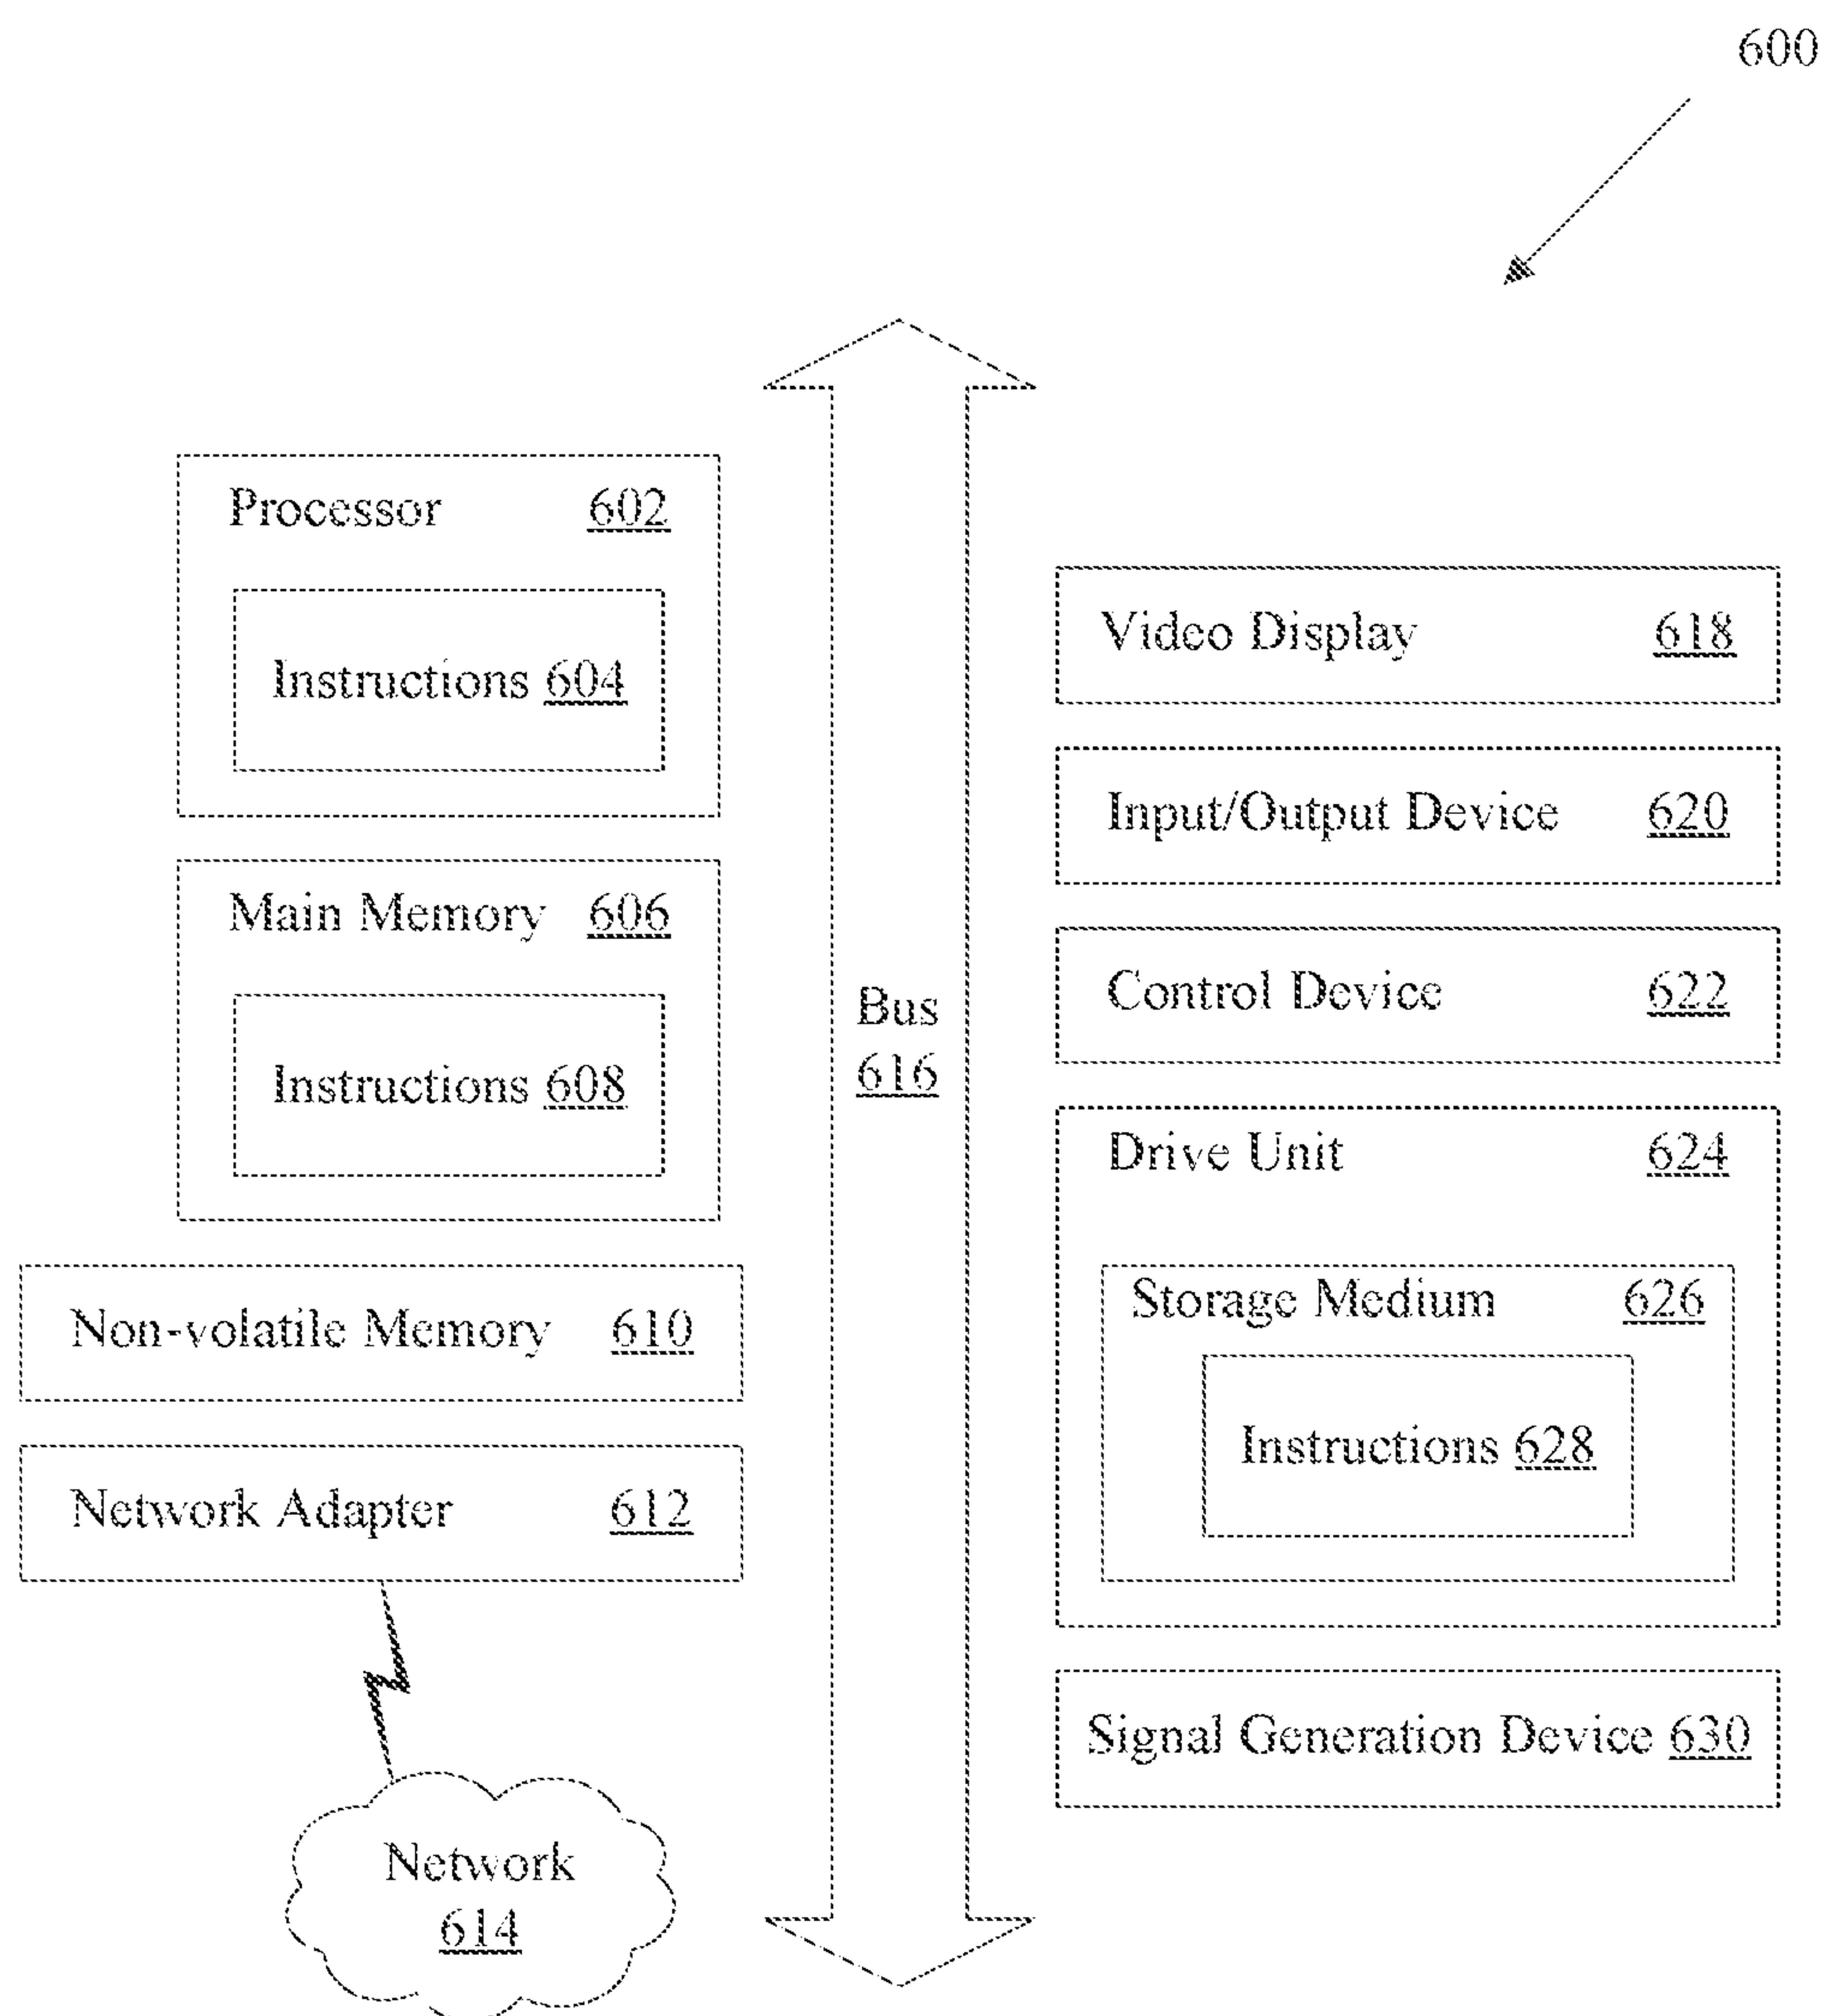 600
Processor 602
Instructions 604
Main Memory 606
Instructions 608
Non-volatile Memory 610
Network Adapter 612
Network
614
Bus
616
Video Display 618
Input/Output Device 620
Control Device 622
Drive Unit 624
Storage Medium 626
Instructions 628
Signal Generation Device 630